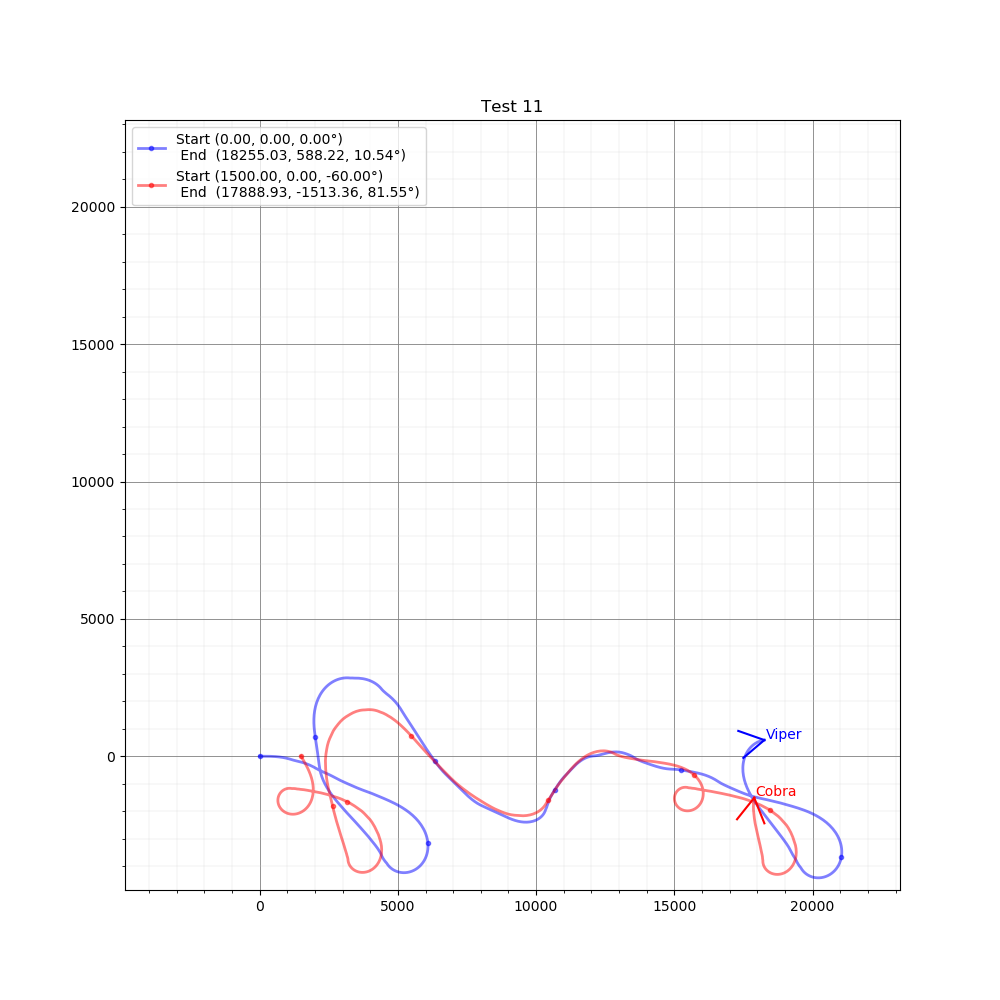 Test 11
Start (0.00, 0.00, 0.00°)
End (18255.03, 588.22, 10.54°)
Start (1500.00, 0.00, -60.00°)
End (17888.93, -1513.36, 81.55°)
20000
15000
10000
5000
0
Viper
Cobra
0
5000
10000
15000
20000